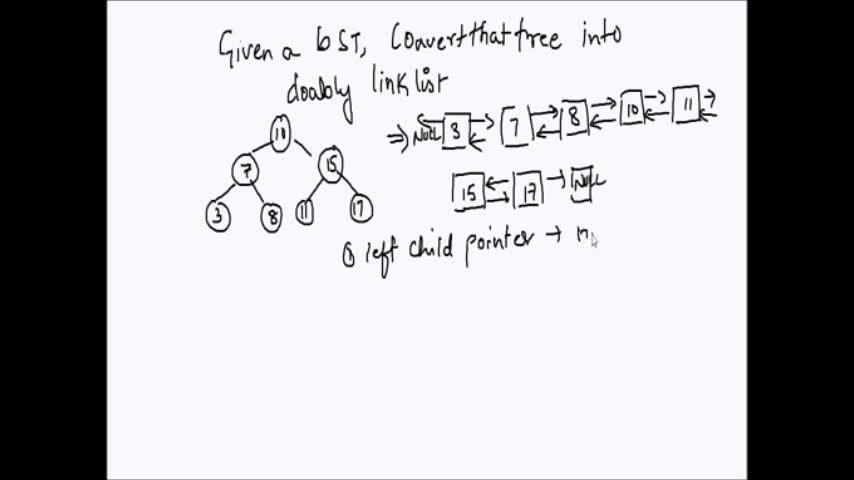 Given a BST, Convert that tree into
doubly link list
10
⇒ NULL 3 7 8 10 11
7 15
3 8 11 17
15 17 NULL
① left child pointer → n